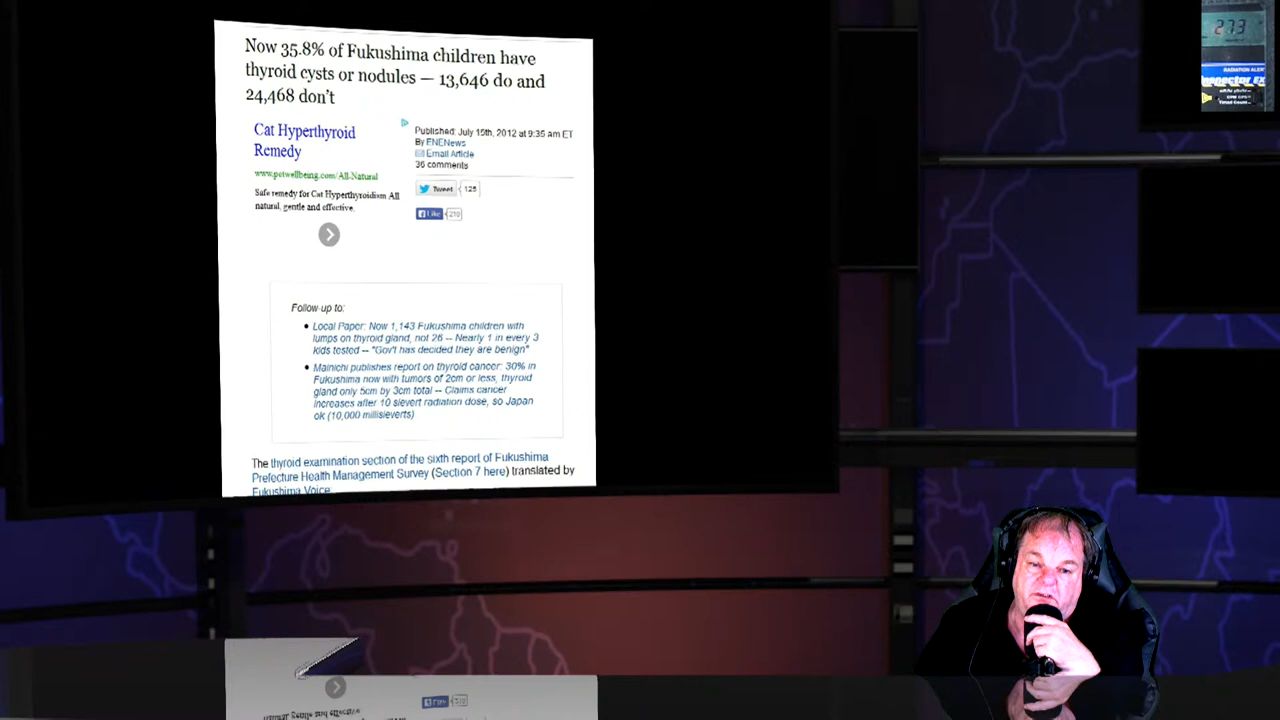 Now 35.8% of Fukushima children have
thyroid cysts or nodules — 13,646 do and
24,468 don't
Cat Hyperthyroid
Remedy
www.petwellbeing.com/All-Natural
Safe remedy for Cat Hyperthyroidism All
natural, gentle and effective.
Published: July 15th, 2012 at 9:35 am ET
By ENENews
Email Article
36 comments
Tweet 125
Like 210
Follow-up to:
• Local Paper: Now 1,143 Fukushima children with
lumps on thyroid gland, not 26 -- Nearly 1 in every 3
kids tested -- "Gov't has decided they are benign"
• Mainichi publishes report on thyroid cancer: 30% in
Fukushima now with tumors of 2cm or less, thyroid
gland only 5cm by 3cm total -- Claims cancer
increases after 10 sievert radiation dose, so Japan
ok (10,000 millisieverts)
The thyroid examination section of the sixth report of Fukushima
Prefecture Health Management Survey (Section 7 here) translated by
Fukushima Voice
273
RADIATION ALERT
Inspector EX